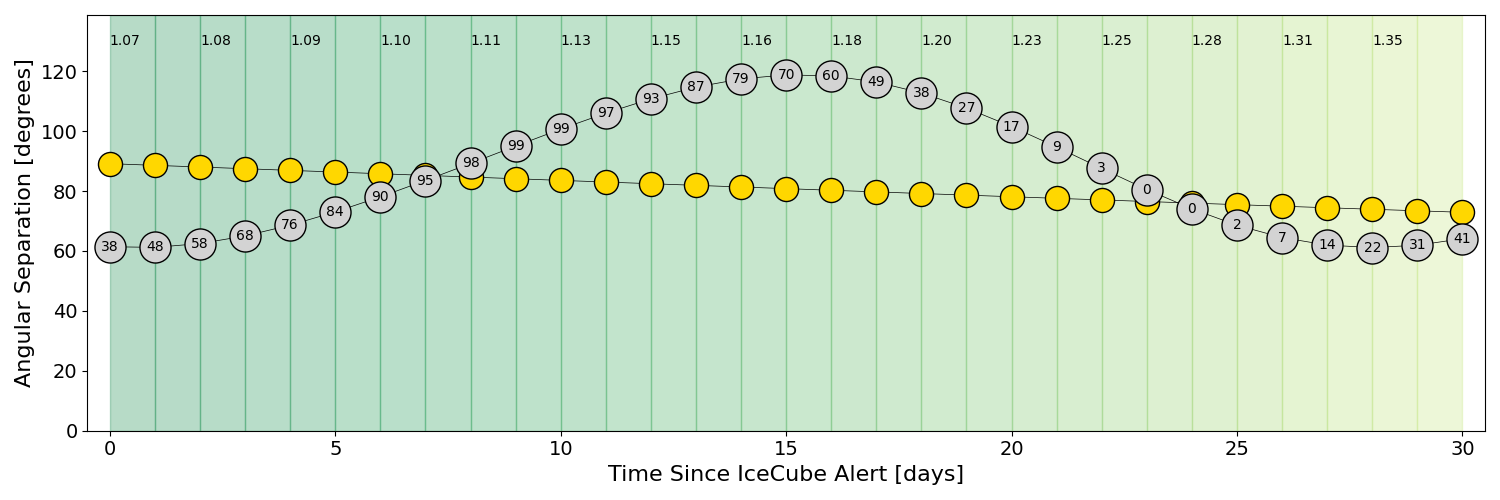 1.07 1.08 1.09 1.10 1.11 1.13 1.15 1.16 1.18 1.20 1.23 1.25 1.28 1.31 1.35
38 48 58 68 76 84 90 95 98 99 99 97 93 87 79 70 60 49 38 27 17 9 3 0 0 2 7 14 22 31 41
Angular Separation [degrees]
120
100
80
60
40
20
0
0 5 10 15 20 25 30
Time Since IceCube Alert [days]